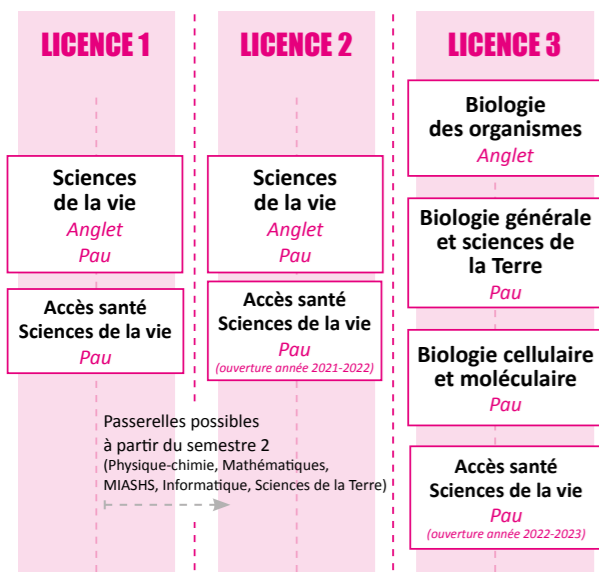 LICENCE 1
Sciences
de la vie
Anglet
Pau
Accès santé
Sciences de la vie
Pau
Passerelles possibles
à partir du semestre 2
(Physique-chimie, Mathématiques,
MIASHS, Informatique, Sciences de la Terre)
LICENCE 2
Sciences
de la vie
Anglet
Pau
Accès santé
Sciences de la vie
Pau
(ouverture année 2021-2022)
LICENCE 3
Biologie
des organismes
Anglet
Biologie générale
et sciences de
la Terre
Pau
Biologie cellulaire
et moléculaire
Pau
Accès santé
Sciences de la vie
Pau
(ouverture année 2022-2023)